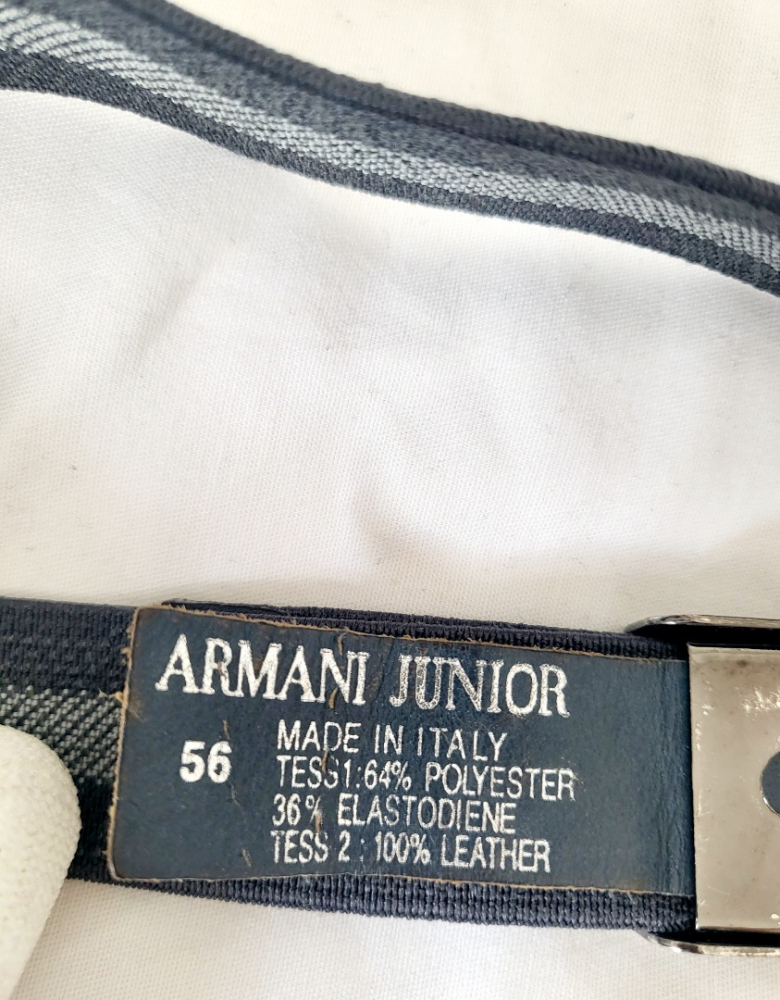 ARMANI JUNIOR
56
MADE IN ITALY
TESS1:64% POLYESTER
36% ELASTODIENE
TESS 2 : 100% LEATHER